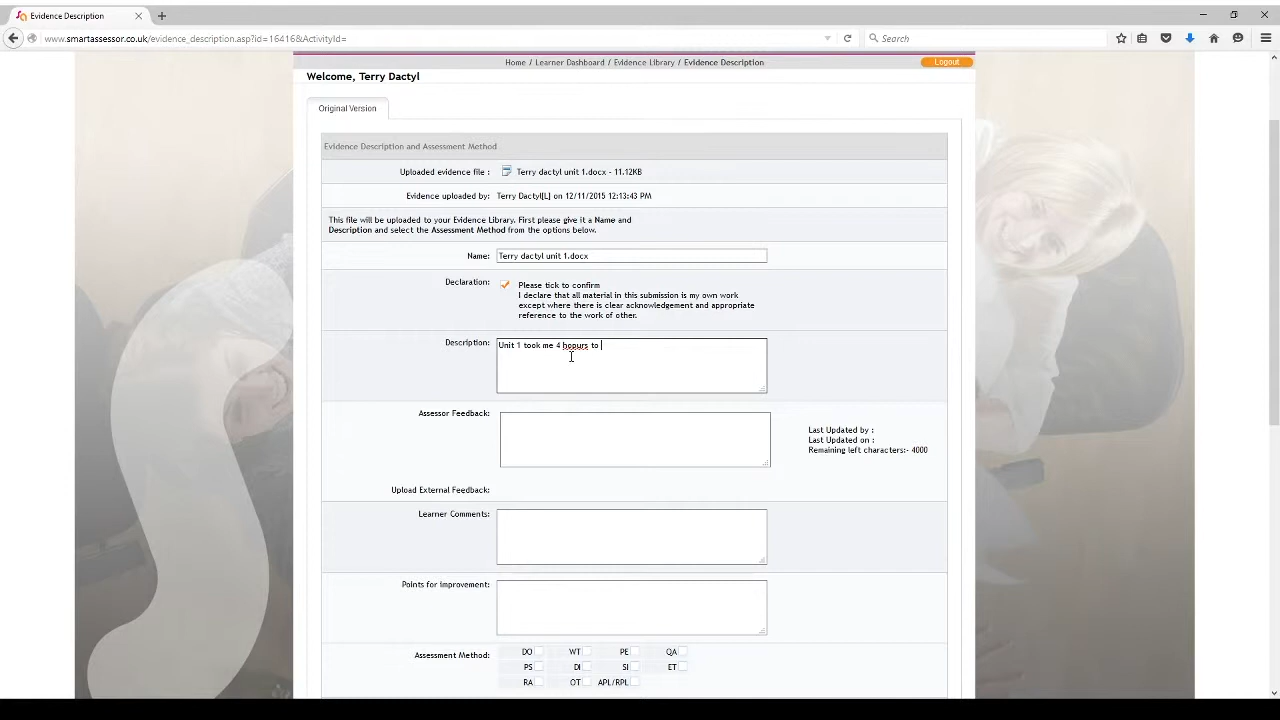 Evidence Description
www.smartassessor.co.uk/evidence_description.asp?id=16416&ActivityId=
Search
Home / Learner Dashboard / Evidence Library / Evidence Description
Logout
Welcome, Terry Dactyl
Original Version
Evidence Description and Assessment Method
Uploaded evidence file : Terry dactyl unit 1.docx - 11.12KB
Evidence uploaded by: Terry Dactyl[L] on 12/11/2015 12:13:43 PM
This file will be uploaded to your Evidence Library. First please give it a Name and
Description and select the Assessment Method from the options below.
Name: Terry dactyl unit 1.docx
Declaration: Please tick to confirm
I declare that all material in this submission is my own work
except where there is clear acknowledgement and appropriate
reference to the work of other.
Description: Unit 1 took me 4 hopurs to
Assessor Feedback:
Last Updated by :
Last Updated on :
Remaining left characters:- 4000
Upload External Feedback:
Learner Comments:
Points for improvement:
Assessment Method: DO WT PE QA
PS DI SI ET
RA OT APL/RPL